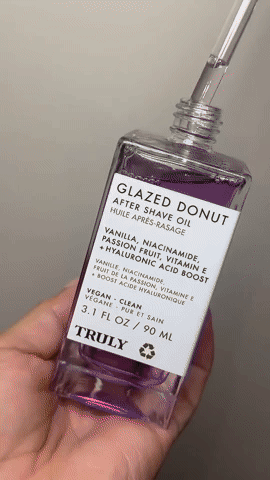 GLAZED DONUT
AFTER SHAVE OIL
HUILE APRÈS-RASAGE
VANILLA, NIACINAMIDE,
PASSION FRUIT, VITAMIN E
+ HYALURONIC ACID BOOST
VANILLE, NIACINAMIDE,
FRUIT DE LA PASSION, VITAMINE E
+ BOOST ACIDE HYALURONIQUE
VEGAN - CLEAN
VÉGANE - PUR ET SAIN
3.1 FL OZ / 90 ML
TRULY